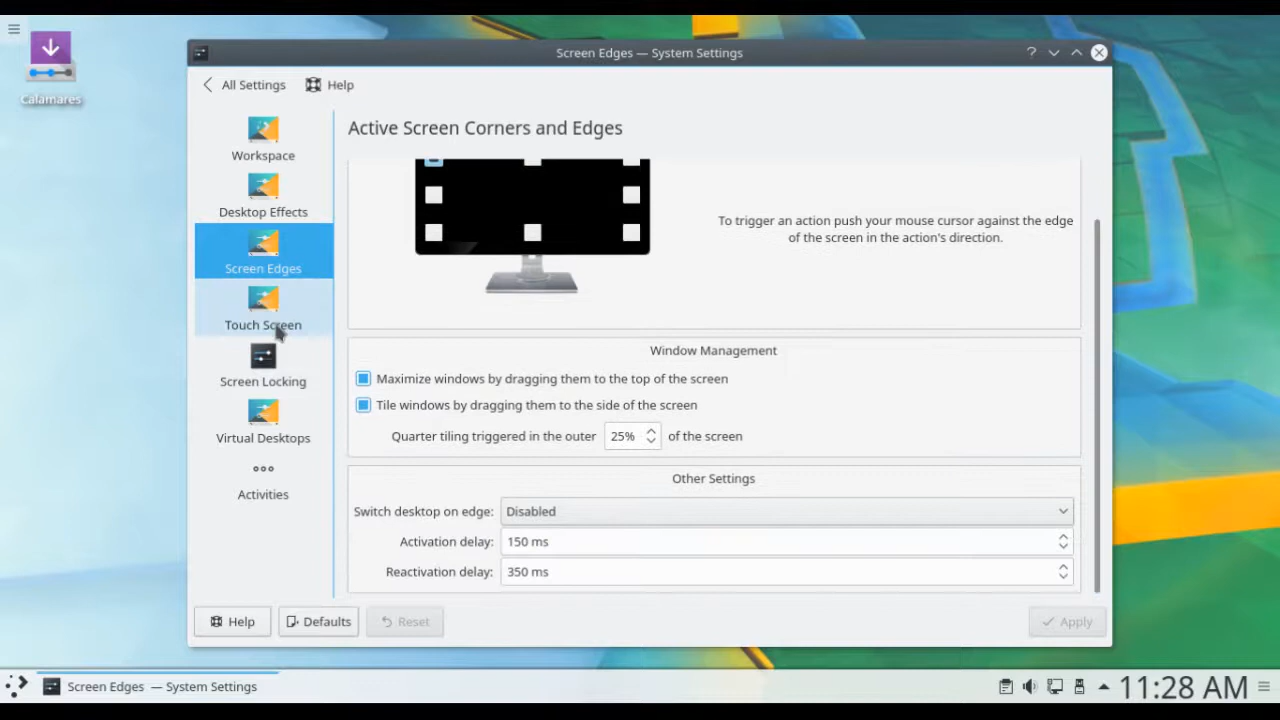 Calamares
Screen Edges — System Settings
?
All Settings
Help
Workspace
Desktop Effects
Screen Edges
Touch Screen
Screen Locking
Virtual Desktops
Activities
Active Screen Corners and Edges
To trigger an action push your mouse cursor against the edge
of the screen in the action's direction.
Window Management
Maximize windows by dragging them to the top of the screen
Tile windows by dragging them to the side of the screen
Quarter tiling triggered in the outer 25% of the screen
Other Settings
Switch desktop on edge: Disabled
Activation delay: 150 ms
Reactivation delay: 350 ms
Help
Defaults
Reset
Apply
Screen Edges — System Settings
11:28 AM